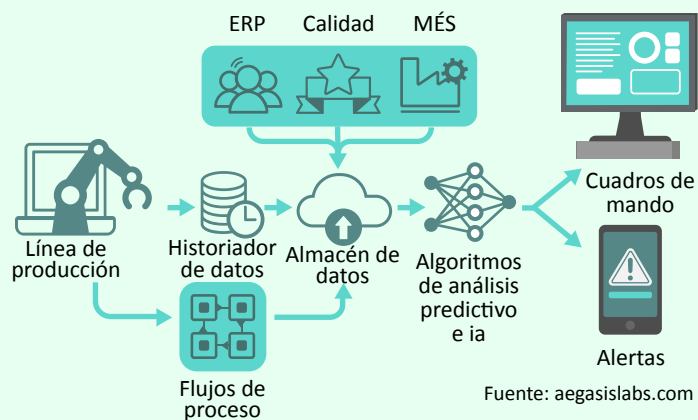 ERP
Calidad
MÉS
Línea de
producción
Historiador
de datos
Almacén de
datos
Algoritmos
de análisis
predictivo
e ia
Cuadros de
mando
Alertas
Flujos de
proceso
Fuente: aegasislabs.com